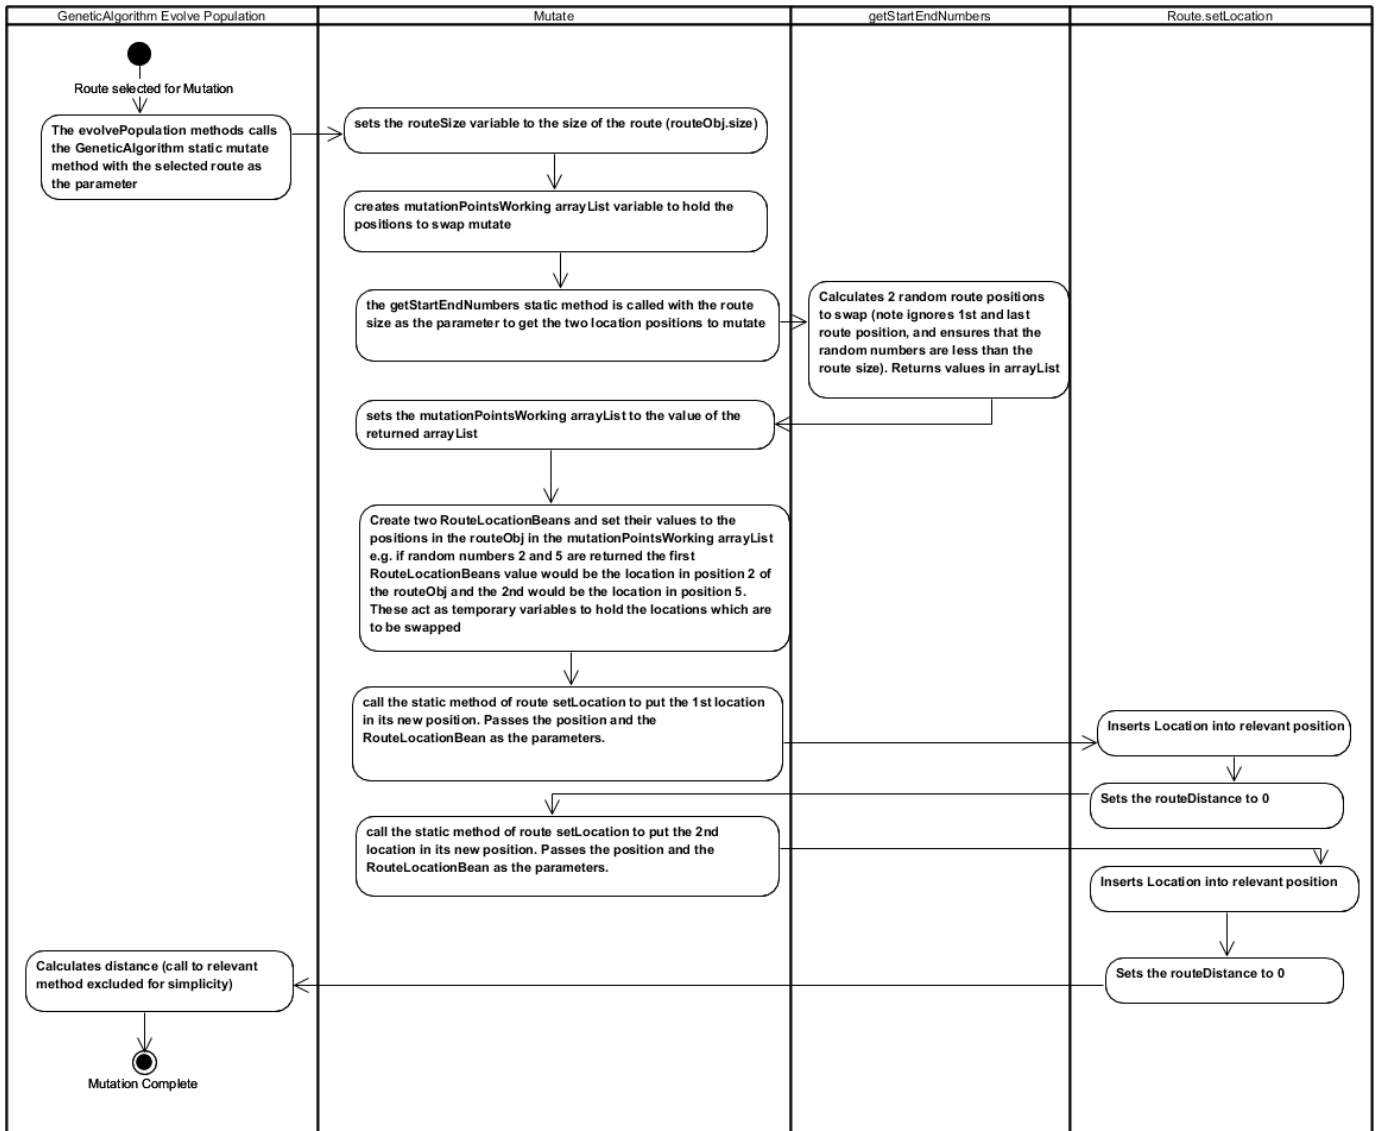 GeneticAlgorithm Evolve Population
Mutate
getStartEndNumbers
Route.setLocation
Route selected for Mutation
The evolvePopulation methods calls
the GeneticAlgorithm static mutate
method with the selected route as
the parameter
sets the routeSize variable to the size of the route (routeObj.size)
creates mutationPointsWorking arrayList variable to hold the
positions to swap mutate
the getStartEndNumbers static method is called with the route
size as the parameter to get the two location positions to mutate
Calculates 2 random route positions
to swap (note ignores 1st and last
route position, and ensures that the
random numbers are less than the
route size). Returns values in arrayList
sets the mutationPointsWorking arrayList to the value of the
returned arrayList
Create two RouteLocationBeans and set their values to the
positions in the routeObj in the mutationPointsWorking arrayList
e.g. if random numbers 2 and 5 are returned the first
RouteLocationBeans value would be the location in position 2 of
the routeObj and the 2nd would be the location in position 5.
These act as temporary variables to hold the locations which are
to be swapped
call the static method of route setLocation to put the 1st location
in its new position. Passes the position and the
RouteLocationBean as the parameters.
Inserts Location into relevant position
Sets the routeDistance to 0
call the static method of route setLocation to put the 2nd
location in its new position. Passes the position and the
RouteLocationBean as the parameters.
Inserts Location into relevant position
Sets the routeDistance to 0
Calculates distance (call to relevant
method excluded for simplicity)
Mutation Complete